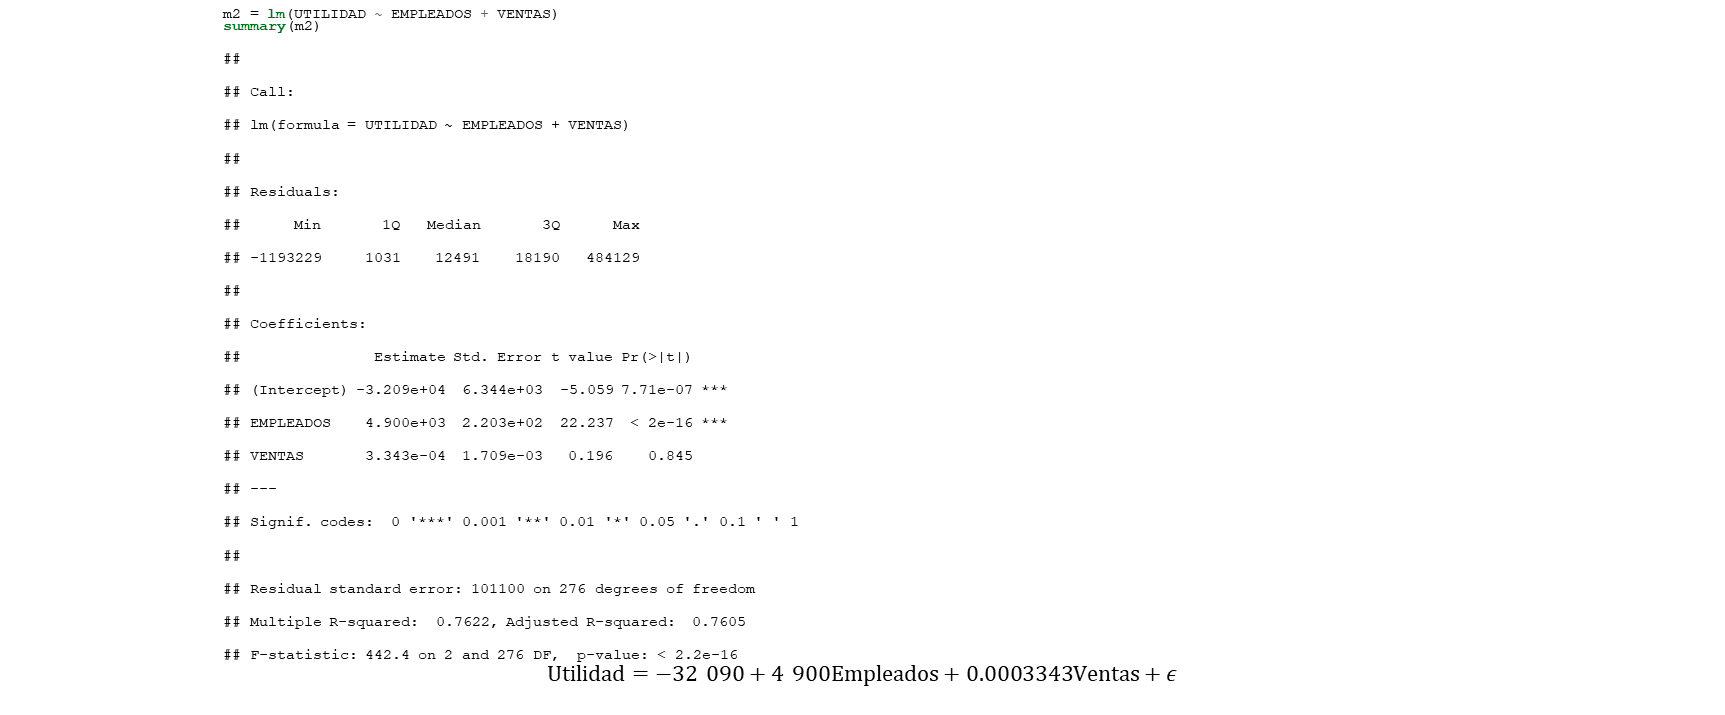 m2 = lm(UTILIDAD ~ EMPLEADOS + VENTAS)
summary(m2)
##
## Call:
## lm(formula = UTILIDAD ~ EMPLEADOS + VENTAS)
##
## Residuals:
##      Min       1Q   Median       3Q      Max
## -1193229     1031    12491    18190   484129
##
## Coefficients:
##               Estimate Std. Error t value Pr(>|t|)
## (Intercept) -3.209e+04  6.344e+03  -5.059 7.71e-07 ***
## EMPLEADOS    4.900e+03  2.203e+02  22.237  < 2e-16 ***
## VENTAS       3.343e-04  1.709e-03   0.196    0.845
## ---
## Signif. codes:  0 '***' 0.001 '**' 0.01 '*' 0.05 '.' 0.1 ' ' 1
##
## Residual standard error: 101100 on 276 degrees of freedom
## Multiple R-squared:  0.7622, Adjusted R-squared:  0.7605
## F-statistic: 442.4 on 2 and 276 DF,  p-value: < 2.2e-16
Utilidad = −32 090 + 4 900Empleados + 0.0003343Ventas + ϵ